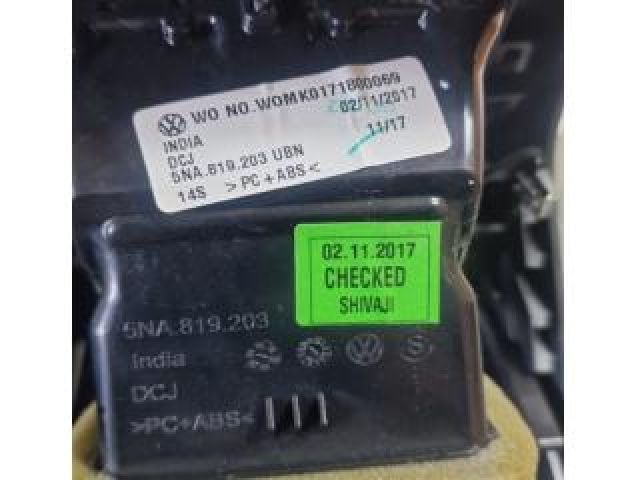 WO NO.WOMK0171800069
INDIA 02/11/2017
DCJ 11/17
5NA.819.203 UBN
14S >PC+ABS<
02.11.2017
CHECKED
SHIVAJI
5NA.819.203
India
DCJ
>PC+ABS<